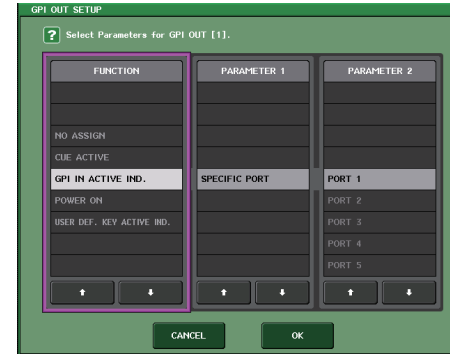 GPI OUT SETUP
? Select Parameters for GPI OUT [1].
FUNCTION
NO ASSIGN
CUE ACTIVE
GPI IN ACTIVE IND.
POWER ON
USER DEF. KEY ACTIVE IND.
PARAMETER 1
SPECIFIC PORT
PARAMETER 2
PORT 1
PORT 2
PORT 3
PORT 4
PORT 5
CANCEL
OK